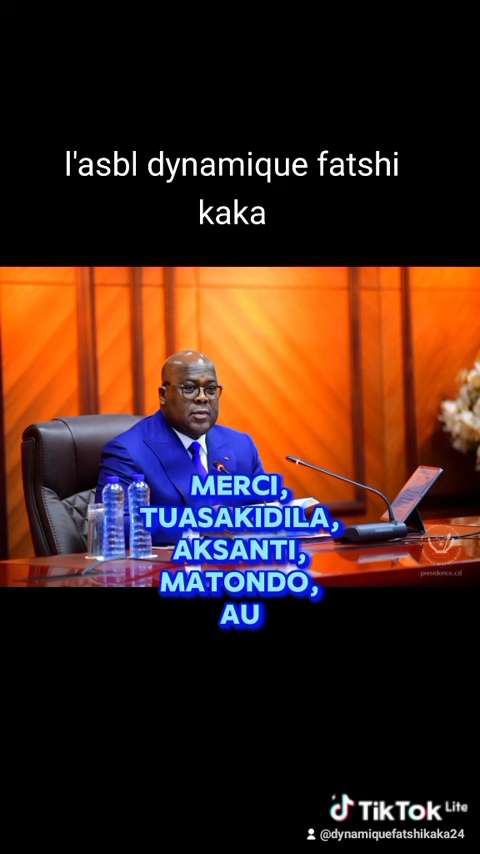 l'asbl dynamique fatshi
kaka
MERCI,
TUASAKIDILA,
AKSANTI,
MATONDO,
AU
presidence.cd
TikTok Lite
@dynamiquefatshikaka24